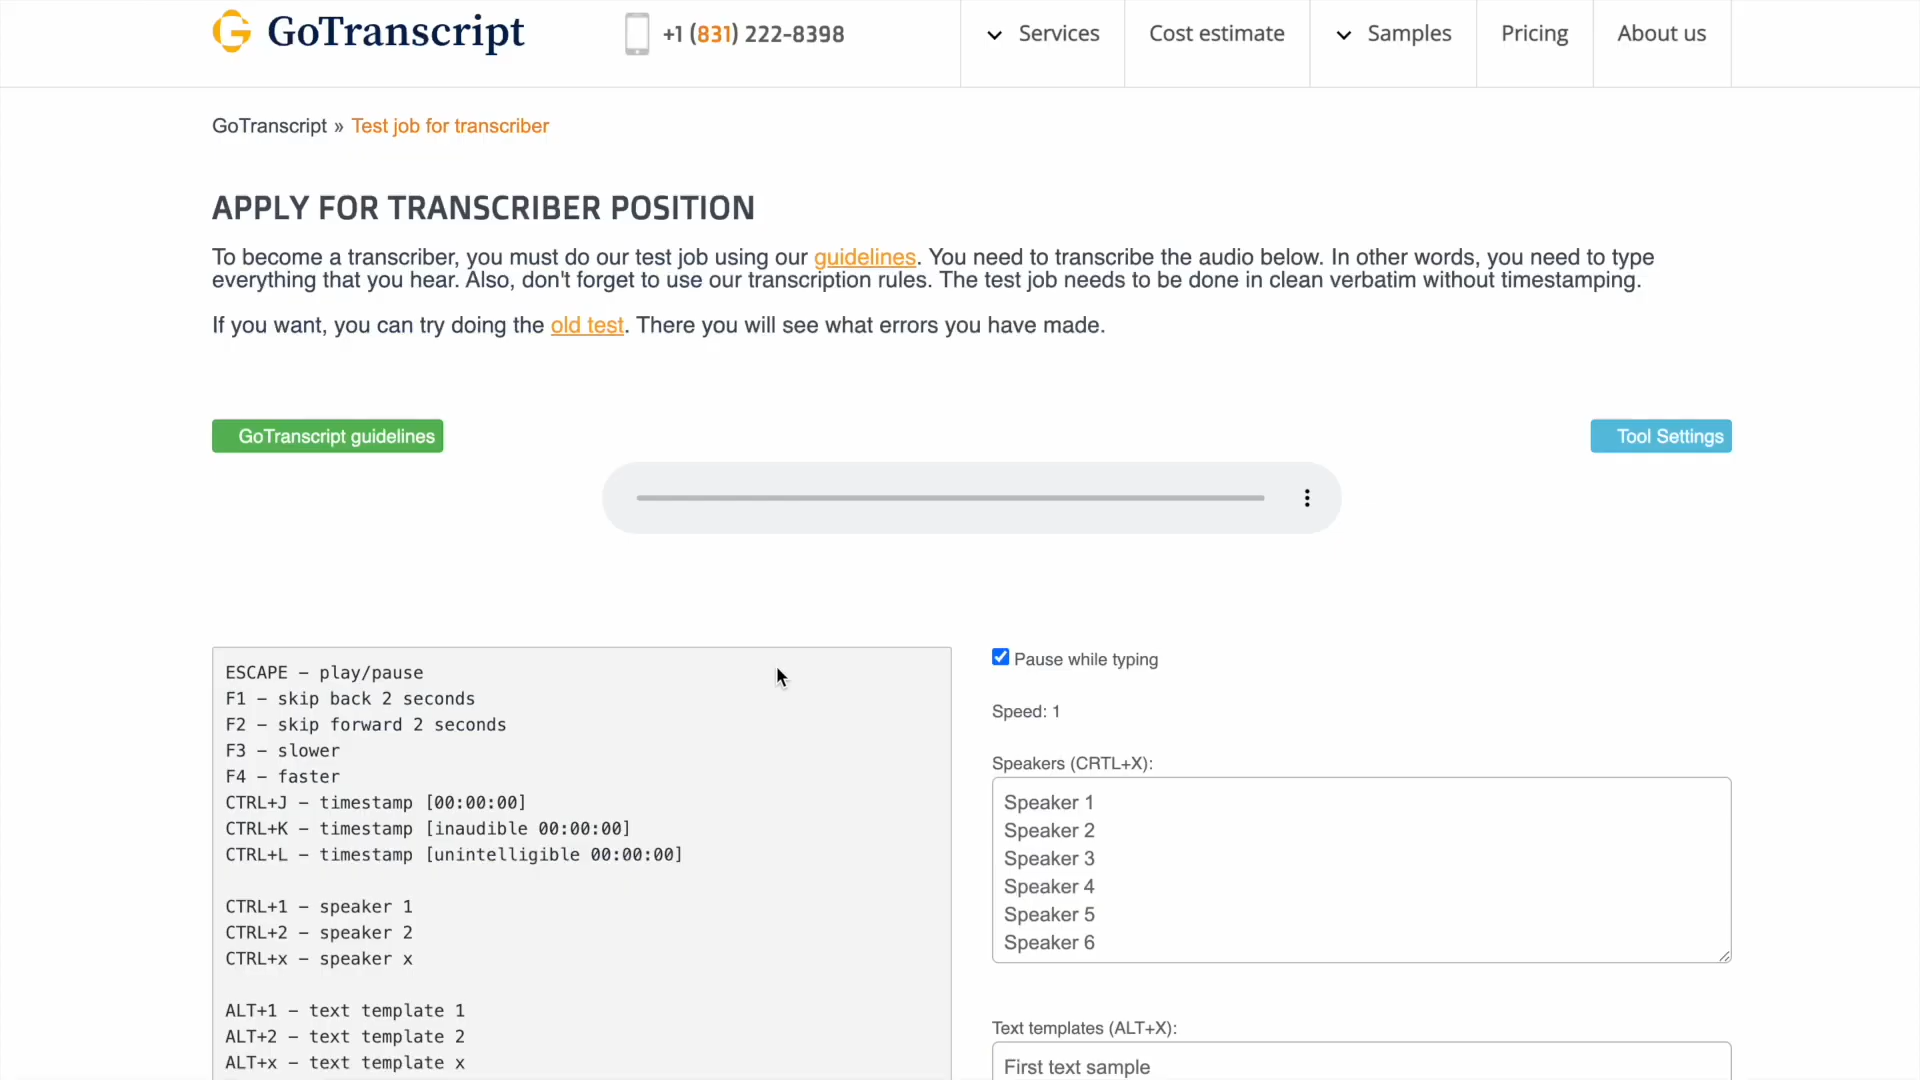 GoTranscript
+1 (831) 222-8398
Services
Cost estimate
Samples
Pricing
About us
GoTranscript » Test job for transcriber
APPLY FOR TRANSCRIBER POSITION
To become a transcriber, you must do our test job using our guidelines. You need to transcribe the audio below. In other words, you need to type
everything that you hear. Also, don't forget to use our transcription rules. The test job needs to be done in clean verbatim without timestamping.
If you want, you can try doing the old test. There you will see what errors you have made.
GoTranscript guidelines
Tool Settings
ESCAPE – play/pause
F1 – skip back 2 seconds
F2 – skip forward 2 seconds
F3 – slower
F4 – faster
CTRL+J – timestamp [00:00:00]
CTRL+K – timestamp [inaudible 00:00:00]
CTRL+L – timestamp [unintelligible 00:00:00]
CTRL+1 – speaker 1
CTRL+2 – speaker 2
CTRL+x – speaker x
ALT+1 – text template 1
ALT+2 – text template 2
ALT+x – text template x
Pause while typing
Speed: 1
Speakers (CRTL+X):
Speaker 1
Speaker 2
Speaker 3
Speaker 4
Speaker 5
Speaker 6
Text templates (ALT+X):
First text sample